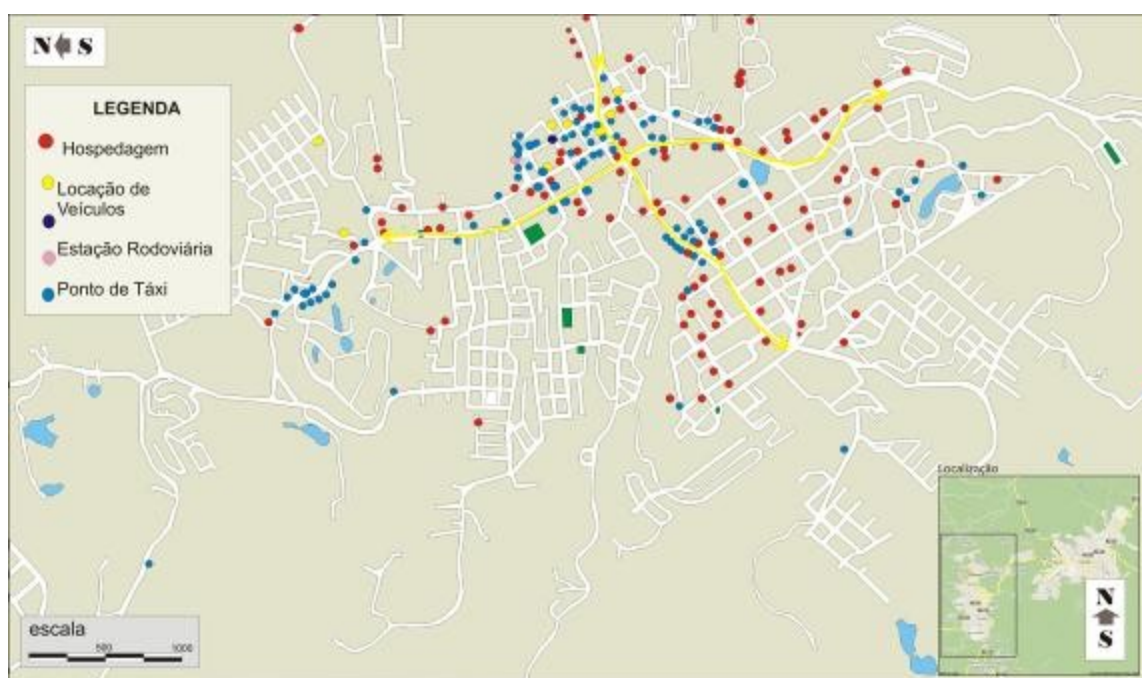 N S
LEGENDA
Hospedagem
Locação de
Veículos
Estação Rodoviária
Ponto de Táxi
escala
500 1000
Localização
N
S